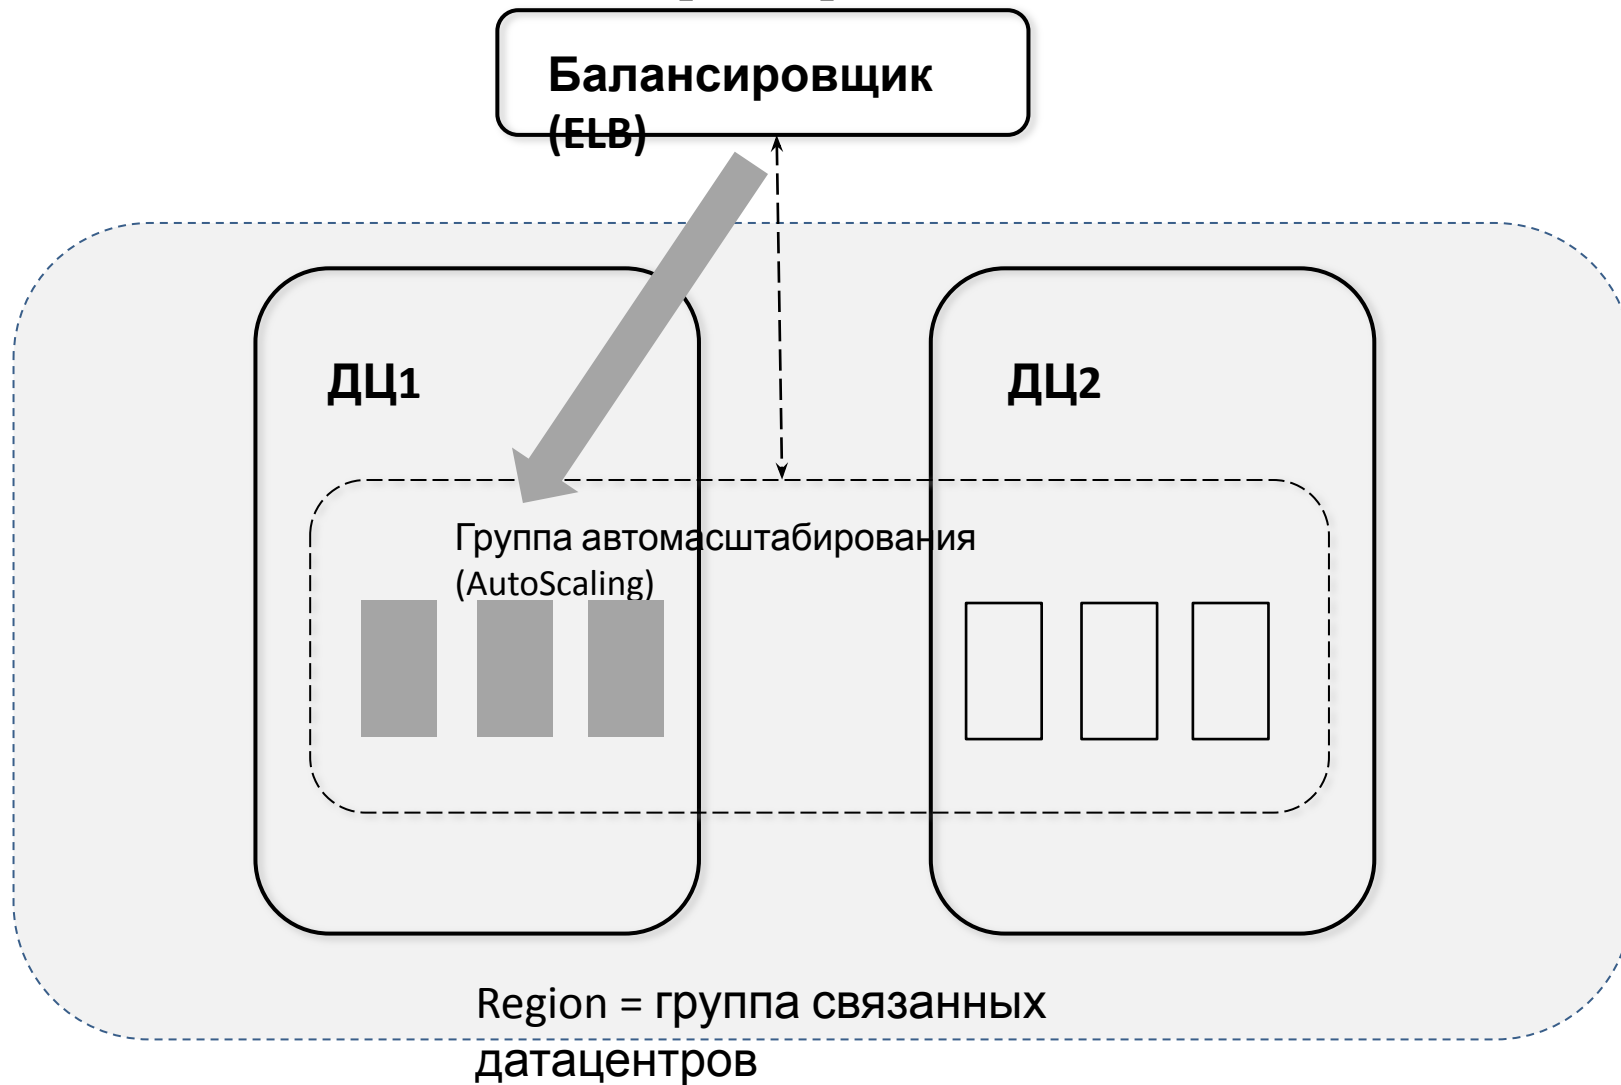 Балансировщик
(ELB)
ДЦ1
ДЦ2
Группа автомасштабирования
(AutoScaling)
Region = группа связанных
датацентров